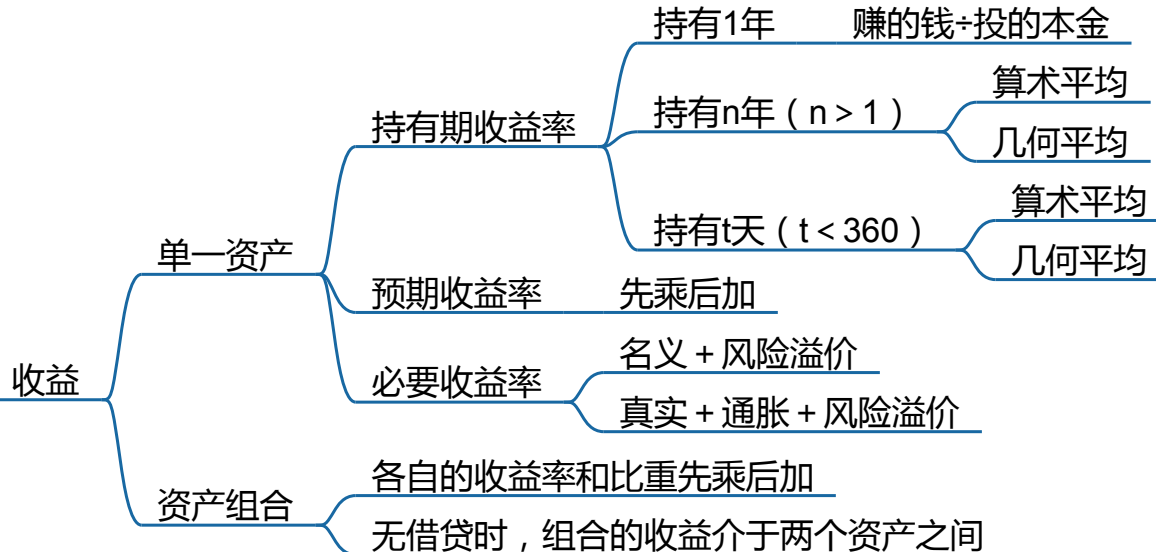 收益
单一资产
持有期收益率
持有1年
赚的钱÷投的本金
持有n年（n＞1）
算术平均
几何平均
持有t天（t＜360）
算术平均
几何平均
预期收益率
先乘后加
必要收益率
名义＋风险溢价
真实＋通胀＋风险溢价
资产组合
各自的收益率和比重先乘后加
无借贷时，组合的收益介于两个资产之间